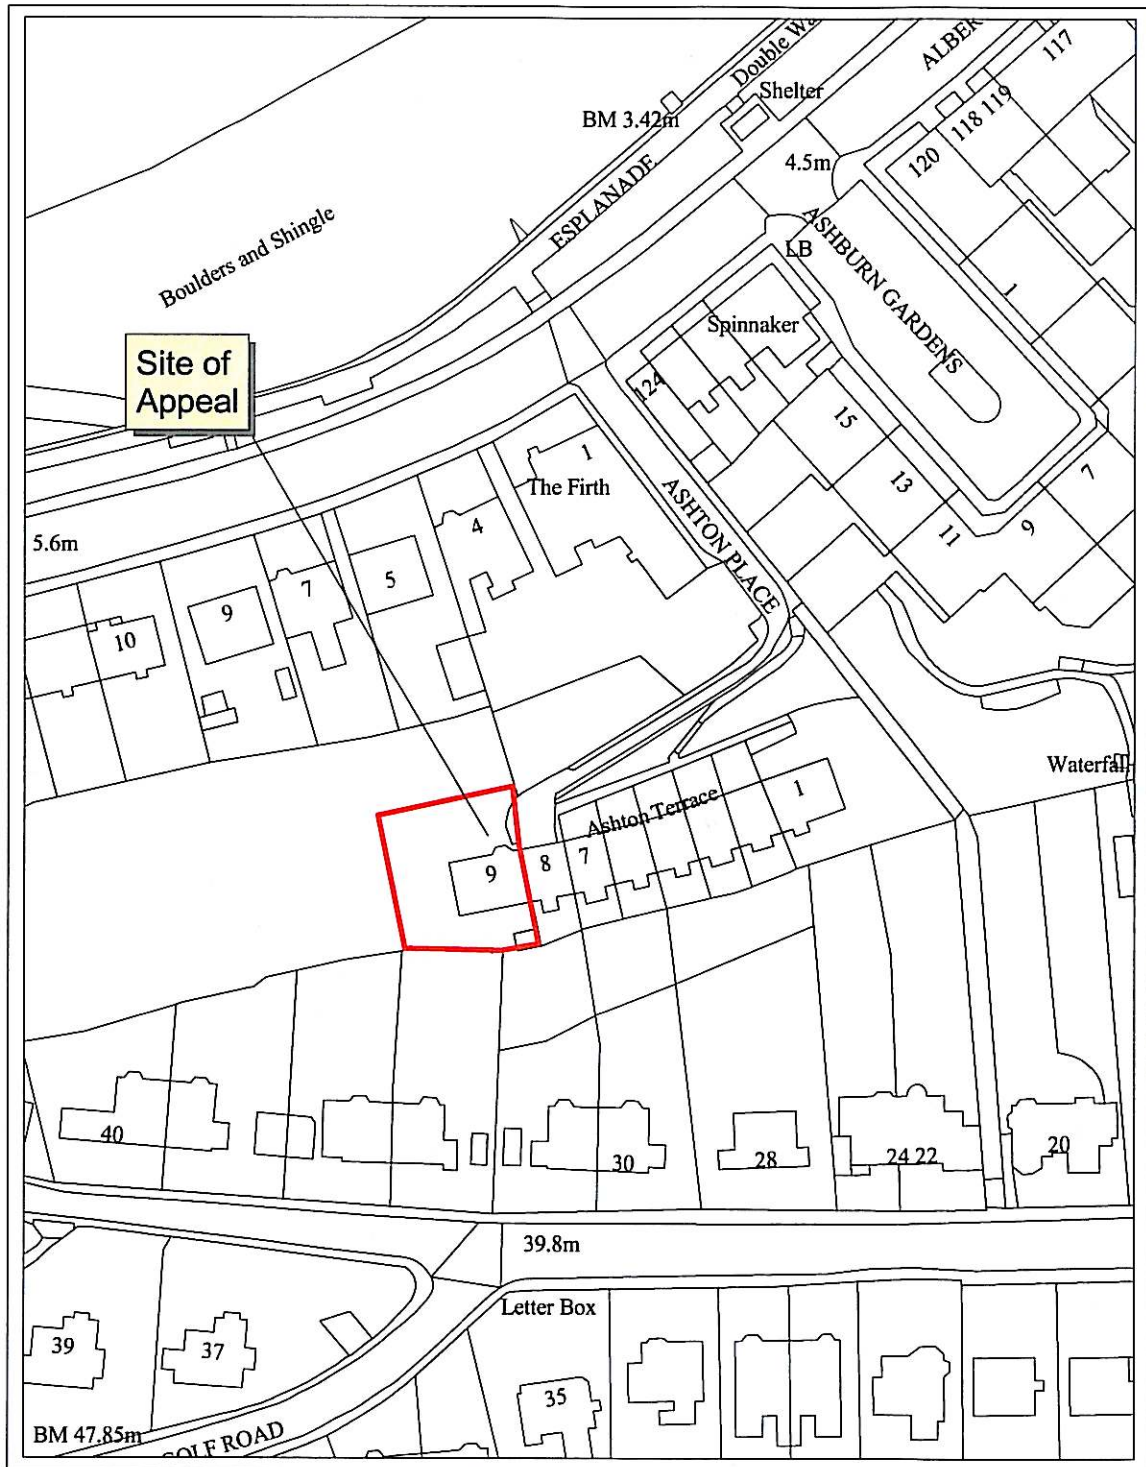 Double Wa
ALBER
117
Shelter
BM 3.42m
118 119
4.5m
120
ESPLANADE
Boulders and Shingle
ASHBURN GARDENS
LB
1
Spinnaker
Site of
Appeal
124
15
13
7
1
The Firth
4
11
9
ASHTON PLACE
5.6m
5
7
9
10
Waterfall
Ashton Terrace
1
8
7
9
40
30
28
24 22
20
39.8m
Letter Box
39
37
35
BM 47.85m
GOLF ROAD